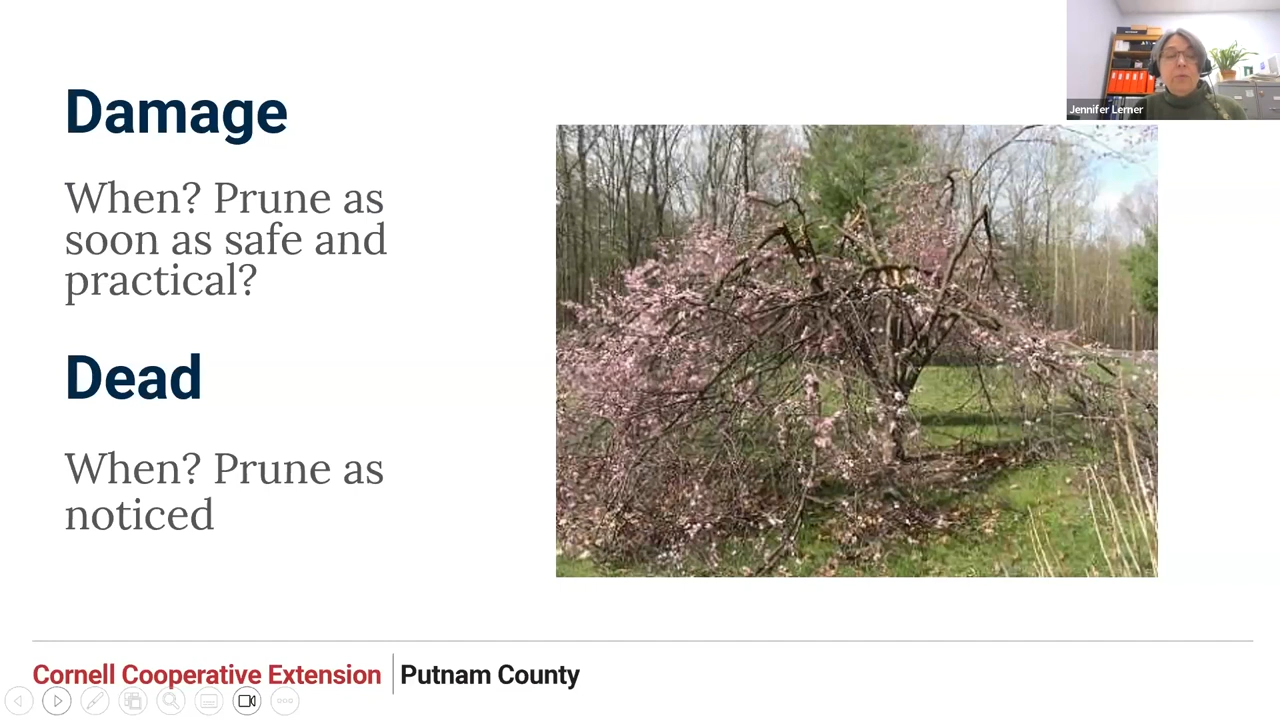 Damage
When? Prune as
soon as safe and
practical?
Dead
When? Prune as
noticed
Jennifer Lerner
Cornell Cooperative Extension | Putnam County